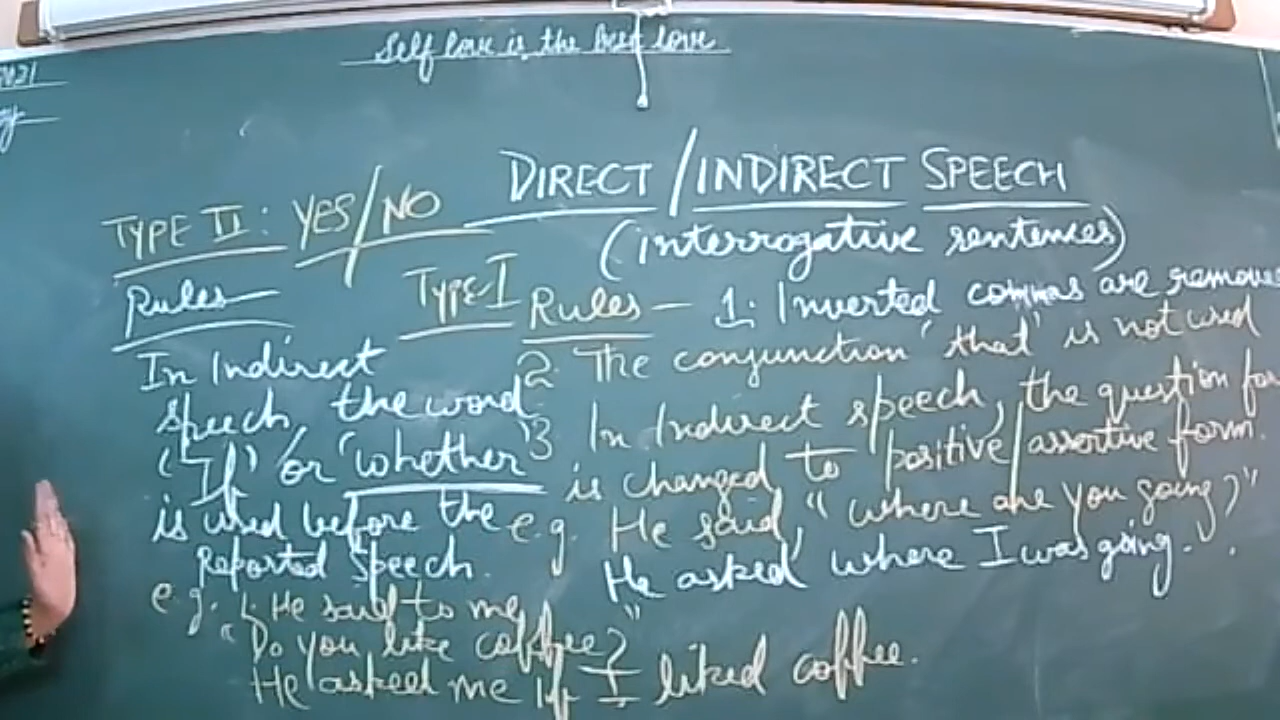 Self love is the best love
2021
DIRECT/INDIRECT SPEECH
(interrogative sentences)
TYPE II: YES/NO
Rules
In Indirect
speech, the word
'If' or 'whether'
is used before the
Reported Speech.
e.g. 1. He said to me,
"Do you like coffee?"
He asked me if I liked coffee.
Type-I Rules – 1. Inverted commas are remove
2. The conjunction "that" is not used
3 In Indirect speech, the question for
is changed to positive/assertive form.
e.g. He said, "where are you going?"
He asked where I was going.